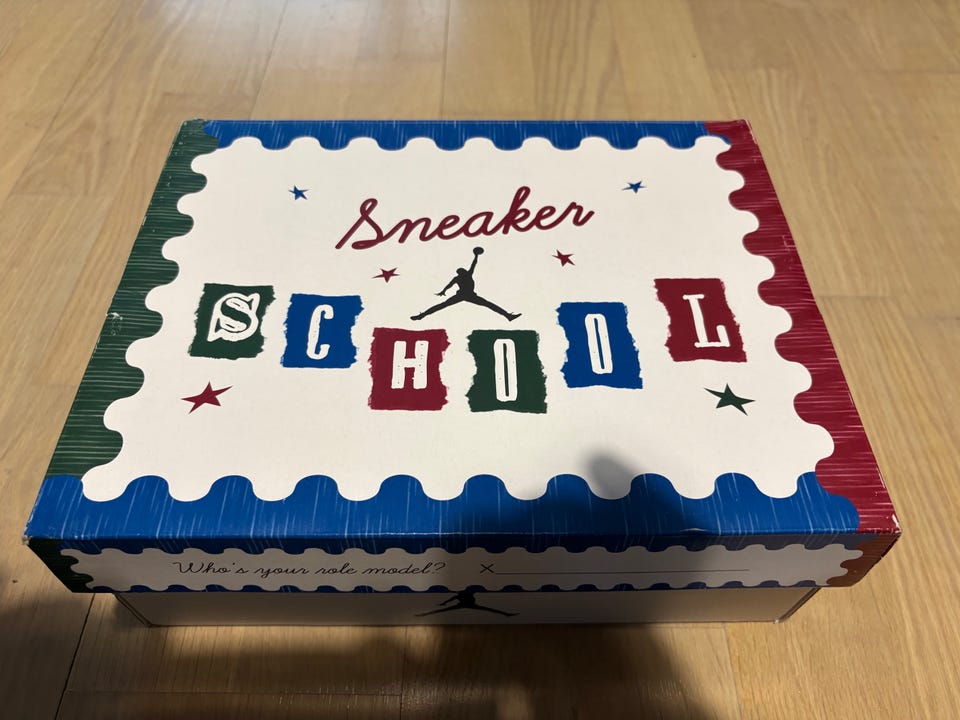 Sneaker
SCHOOL
Who's your role model? x